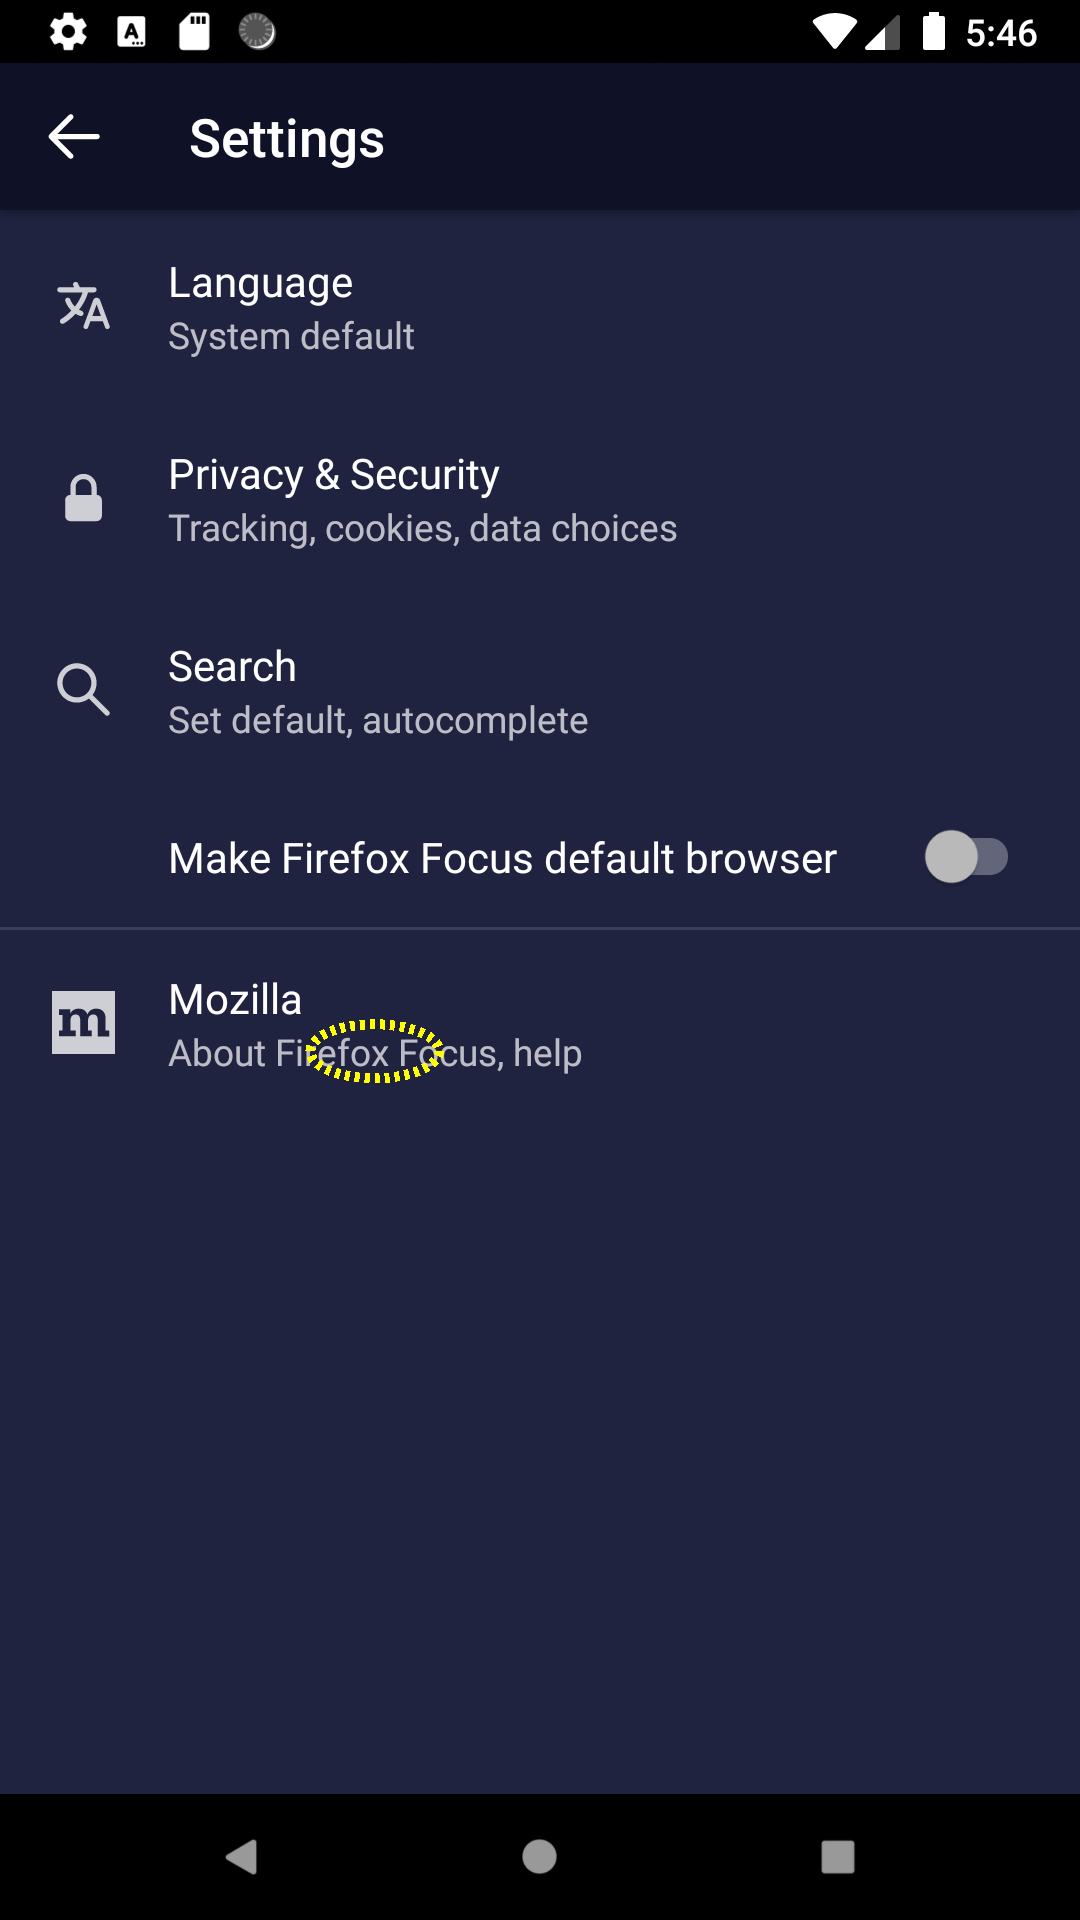 5:46
Settings
Language
System default
Privacy & Security
Tracking, cookies, data choices
Search
Set default, autocomplete
Make Firefox Focus default browser
m
Mozilla
About Firefox Focus, help